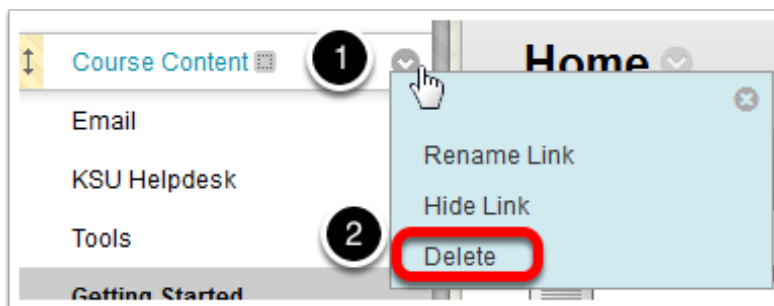 Course Content
1
Home
Email
KSU Helpdesk
Tools
Getting Started
Rename Link
Hide Link
2
Delete